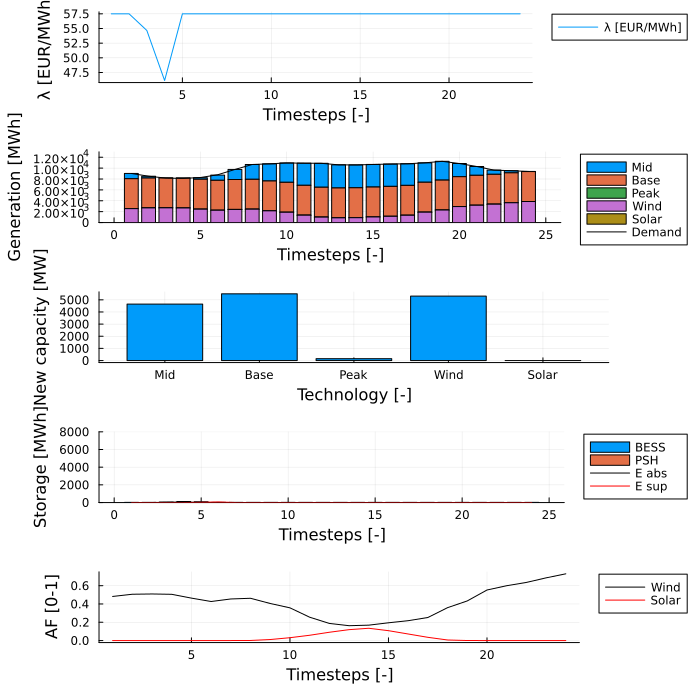 λ [EUR/MWh]
57.5
55.0
52.5
50.0
47.5
5 10 15 20
Timesteps [-]
λ [EUR/MWh]
Generation [MWh]
1.20×10⁴
1.00×10⁴
8.00×10³
6.00×10³
4.00×10³
2.00×10³
0
0 5 10 15 20 25
Timesteps [-]
Mid
Base
Peak
Wind
Solar
Demand
New capacity [MW]
5000
4000
3000
2000
1000
0
Mid Base Peak Wind Solar
Technology [-]
Storage [MWh]
8000
6000
4000
2000
0
0 5 10 15 20 25
Timesteps [-]
BESS
PSH
E abs
E sup
AF [0-1]
0.6
0.4
0.2
0.0
5 10 15 20
Timesteps [-]
Wind
Solar